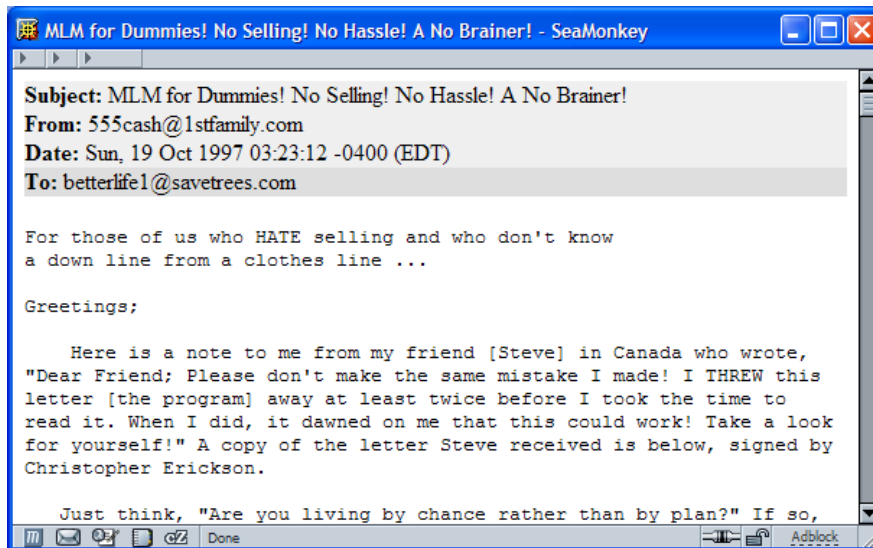 MLM for Dummies! No Selling! No Hassle! A No Brainer! - SeaMonkey
Subject: MLM for Dummies! No Selling! No Hassle! A No Brainer!
From: 555cash@1stfamily.com
Date: Sun, 19 Oct 1997 03:23:12 -0400 (EDT)
To: betterlife1@savetrees.com
For those of us who HATE selling and who don't know
a down line from a clothes line ...
Greetings;
Here is a note to me from my friend [Steve] in Canada who wrote,
"Dear Friend; Please don't make the same mistake I made! I THREW this
letter [the program] away at least twice before I took the time to
read it. When I did, it dawned on me that this could work! Take a look
for yourself!" A copy of the letter Steve received is below, signed by
Christopher Erickson.
Just think, "Are you living by chance rather than by plan?" If so,
Done Adblock